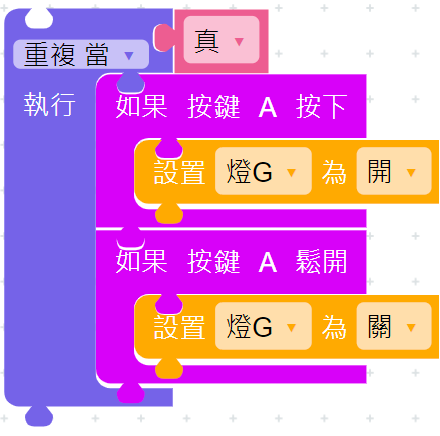 重複 當 真
執行 如果 按鍵 A 按下
設置 燈G 為 開
如果 按鍵 A 鬆開
設置 燈G 為 關